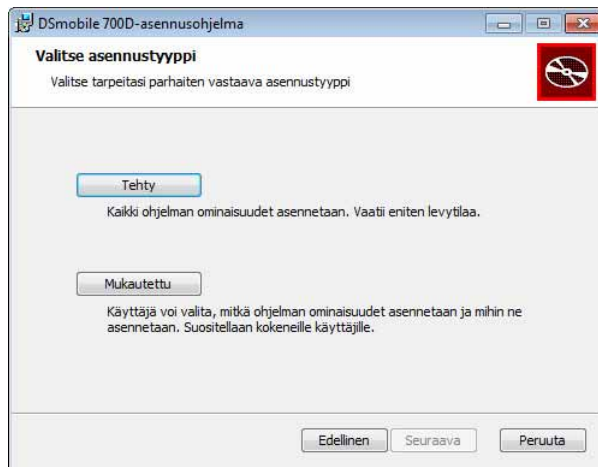 DSmobile 700D-asennusohjelma
Valitse asennustyyppi
Valitse tarpeitasi parhaiten vastaava asennustyyppi
Tehty
Kaikki ohjelman ominaisuudet asennetaan. Vaatii eniten levytilaa.
Mukautettu
Käyttäjä voi valita, mitkä ohjelman ominaisuudet asennetaan ja mihin ne
asennetaan. Suositellaan kokeneille käyttäjille.
Edellinen Seuraava Peruuta